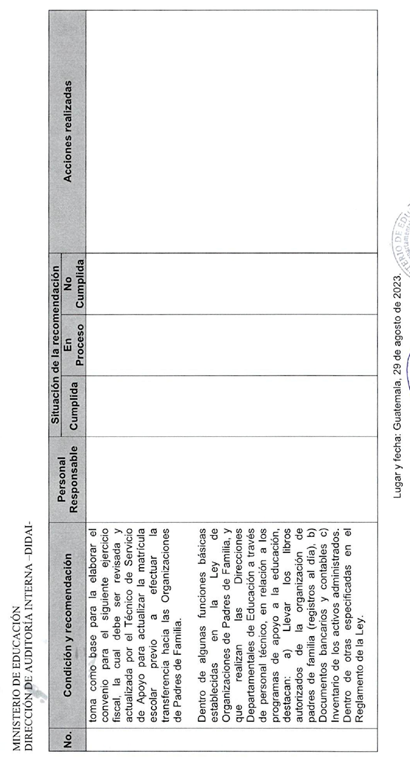 MINISTERIO DE EDUCACIÓN
DIRECCIÓN DE AUDITORÍA INTERNA –DIDAI-
No.
Condición y recomendación
Personal
Responsable
Situación de la recomendación
Cumplida
En
Proceso
No
Cumplida
Acciones realizadas
toma como base para la elaborar el
convenio para el siguiente ejercicio
fiscal, la cual debe ser revisada y
actualizada por el Técnico de Servicio
de Apoyo para actualizar la matrícula
escolar previo a efectuar la
transferencia hacia las Organizaciones
de Padres de Familia.
Dentro de algunas funciones básicas
establecidas en la Ley de
Organizaciones de Padres de Familia, y
que realizan las Direcciones
Departamentales de Educación a través
de personal técnico, en relación a los
programas de apoyo a la educación,
destacan: a) Llevar los libros
autorizados de la organización de
padres de familia (registros al día), b)
Documentos bancarios y contables c)
Inventario de los activos administrados.
Dentro de otras especificadas en el
Reglamento de la Ley.
Lugar y fecha: Guatemala, 29 de agosto de 2023.